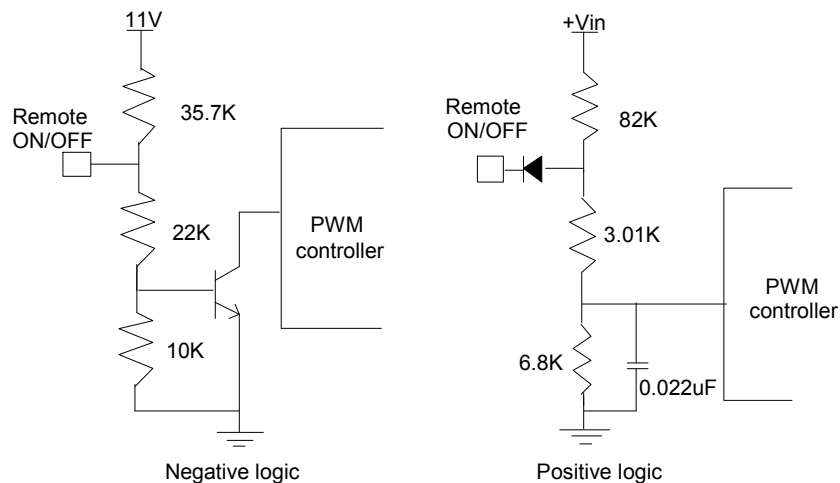 11V
35.7K
Remote
ON/OFF
22K
PWM
controller
10K
Negative logic
+Vin
82K
Remote
ON/OFF
3.01K
PWM
controller
6.8K
0.022uF
Positive logic